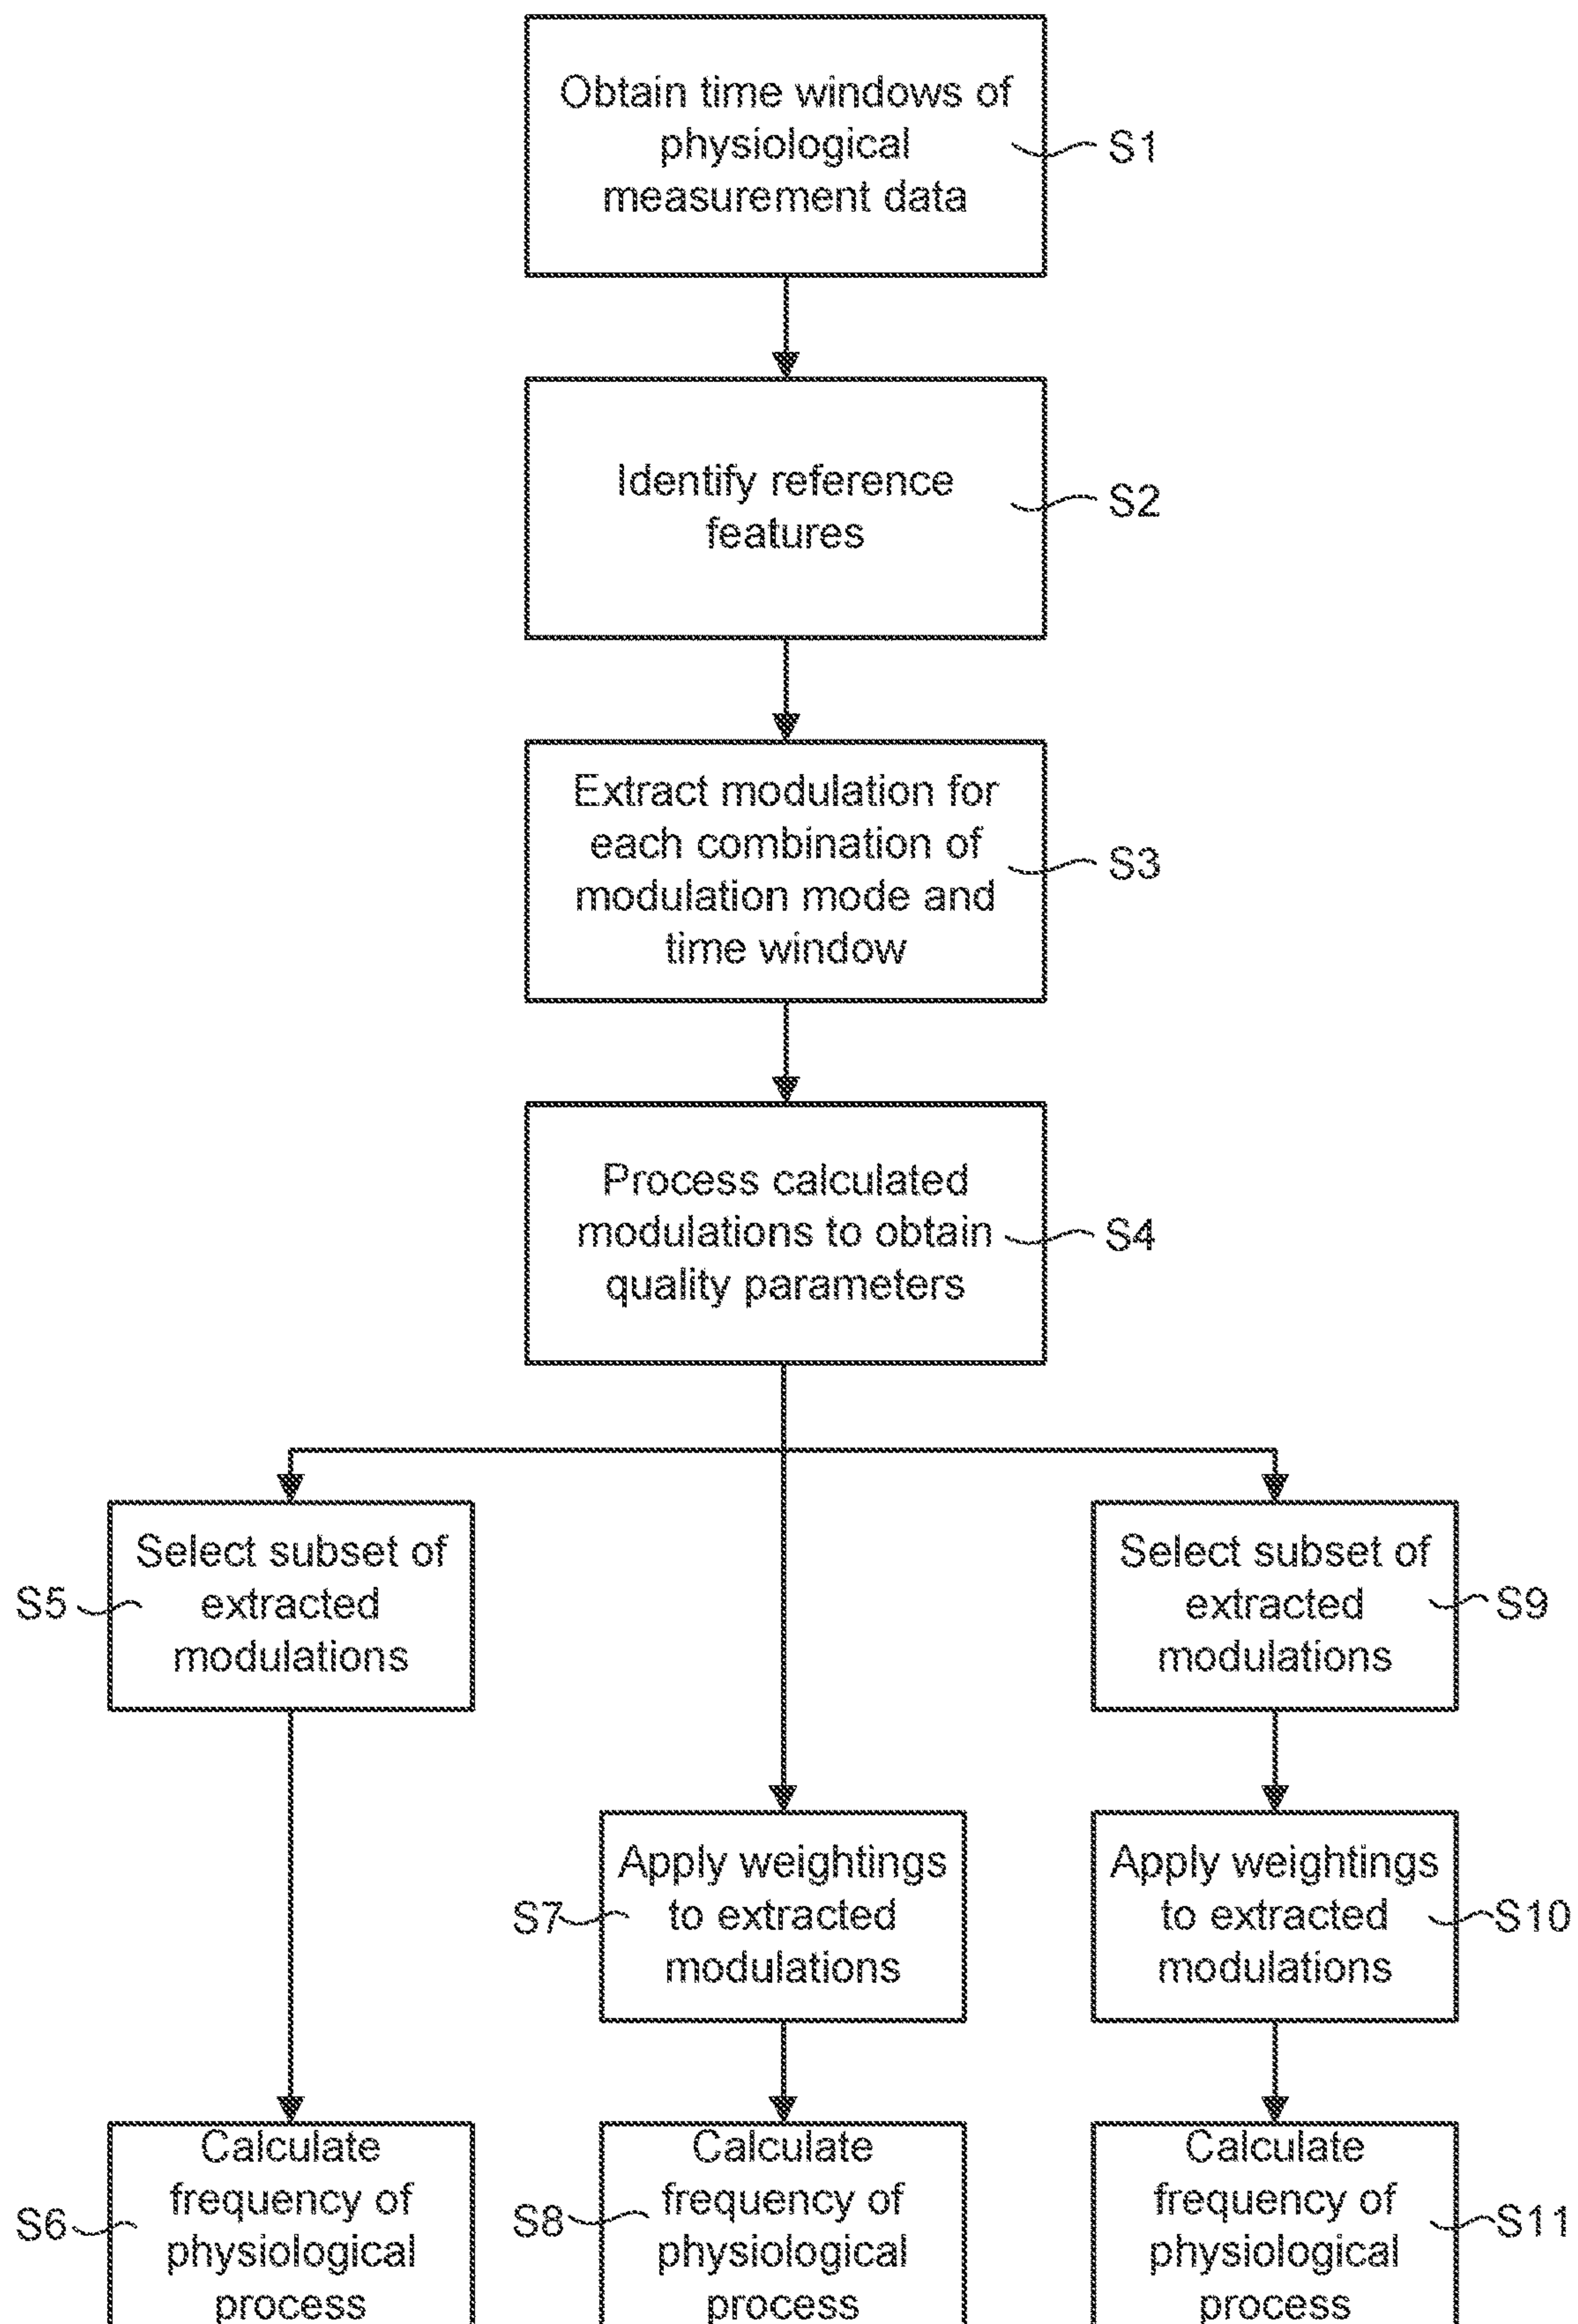 Obtain time windows of
physiological
measurement data
S1
Identify reference
features
S2
Extract modulation for
each combination of
modulation mode and
time window
S3
Process calculated
modulations to obtain
quality parameters
S4
Select subset of
extracted
modulations
S5
Select subset of
extracted
modulations
S9
Apply weightings
to extracted
modulations
S7
Apply weightings
to extracted
modulations
S10
Calculate
frequency of
physiological
process
S6
Calculate
frequency of
physiological
process
S8
Calculate
frequency of
physiological
process
S11